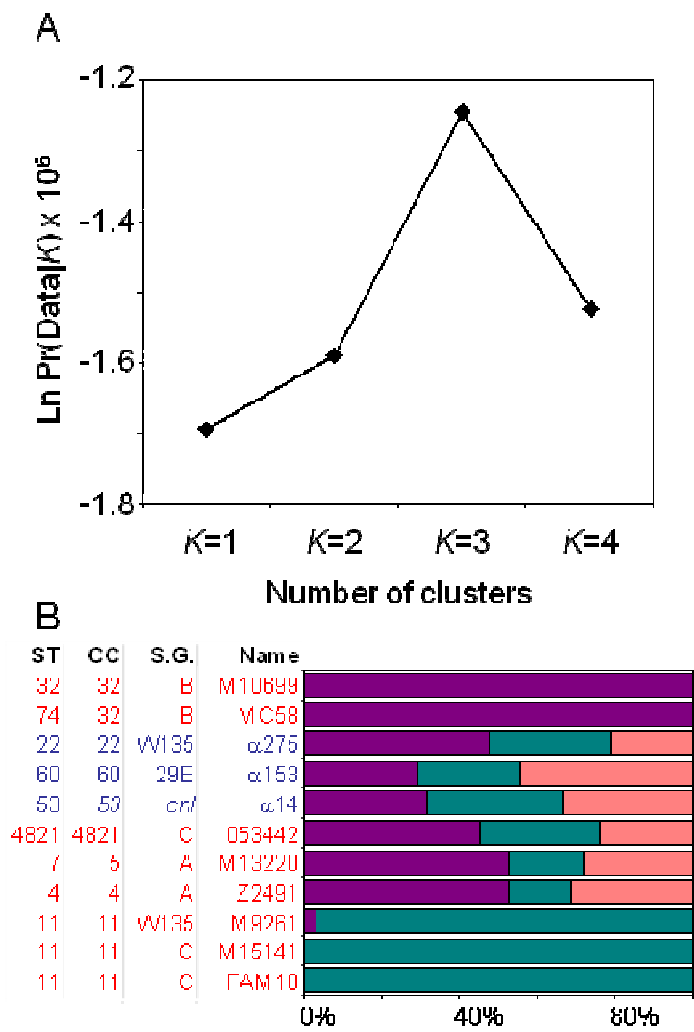 A
-1.2
-1.4
-1.6
-1.8
Ln Pr(Data|K) x 10⁶
K=1 K=2 K=3 K=4
Number of clusters
B
ST CC S.G. Name
32 32 B M10699
74 32 B MC58
22 22 W135 α275
60 60 29E α153
cnl α14
4821 4821 C 053442
7 5 A M13220
4 4 A Z2491
11 11 W135 M9261
11 11 C M15141
11 11 C FAM10
0% 40% 80%